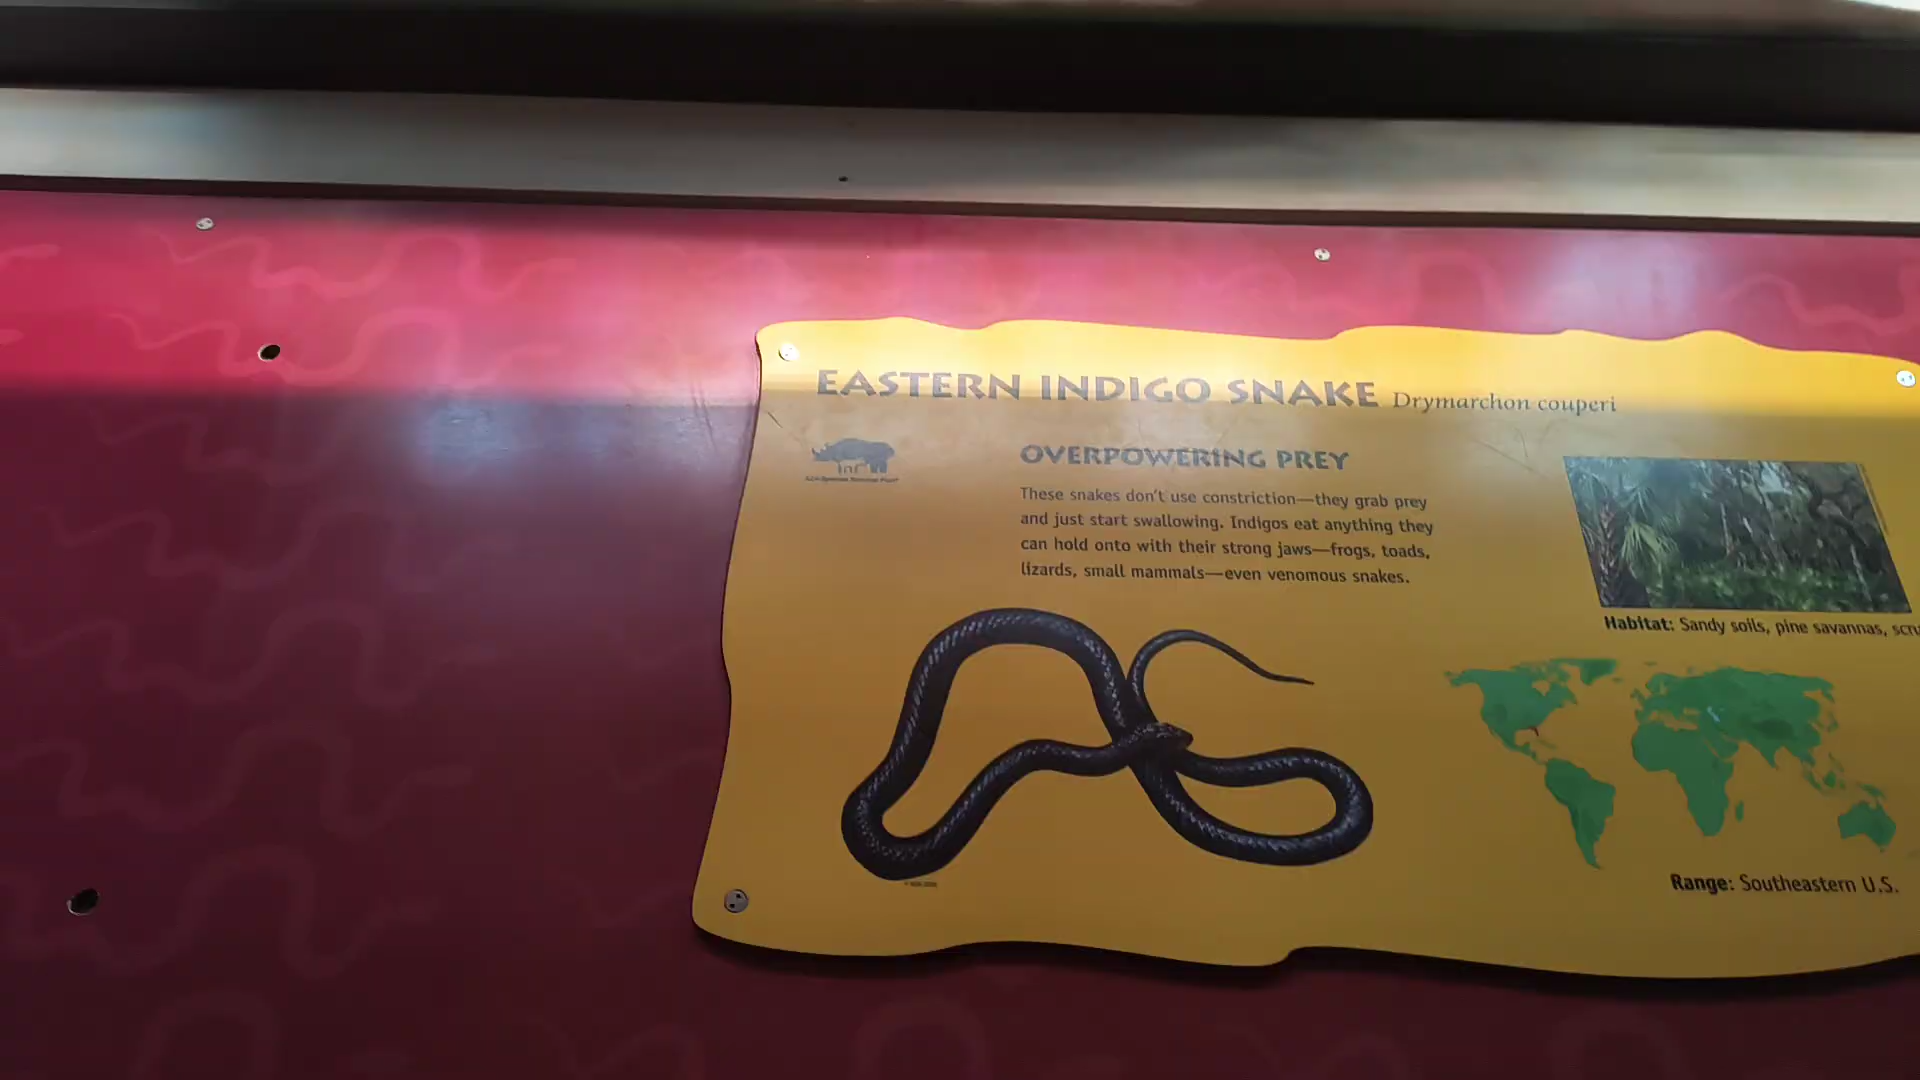 EASTERN INDIGO SNAKE Drymarchon couperi
OVERPOWERING PREY
These snakes don't use constriction—they grab prey
and just start swallowing. Indigos eat anything they
can hold onto with their strong jaws—frogs, toads,
lizards, small mammals—even venomous snakes.
Habitat: Sandy soils, pine savannas,
Range: Southeastern U.S.